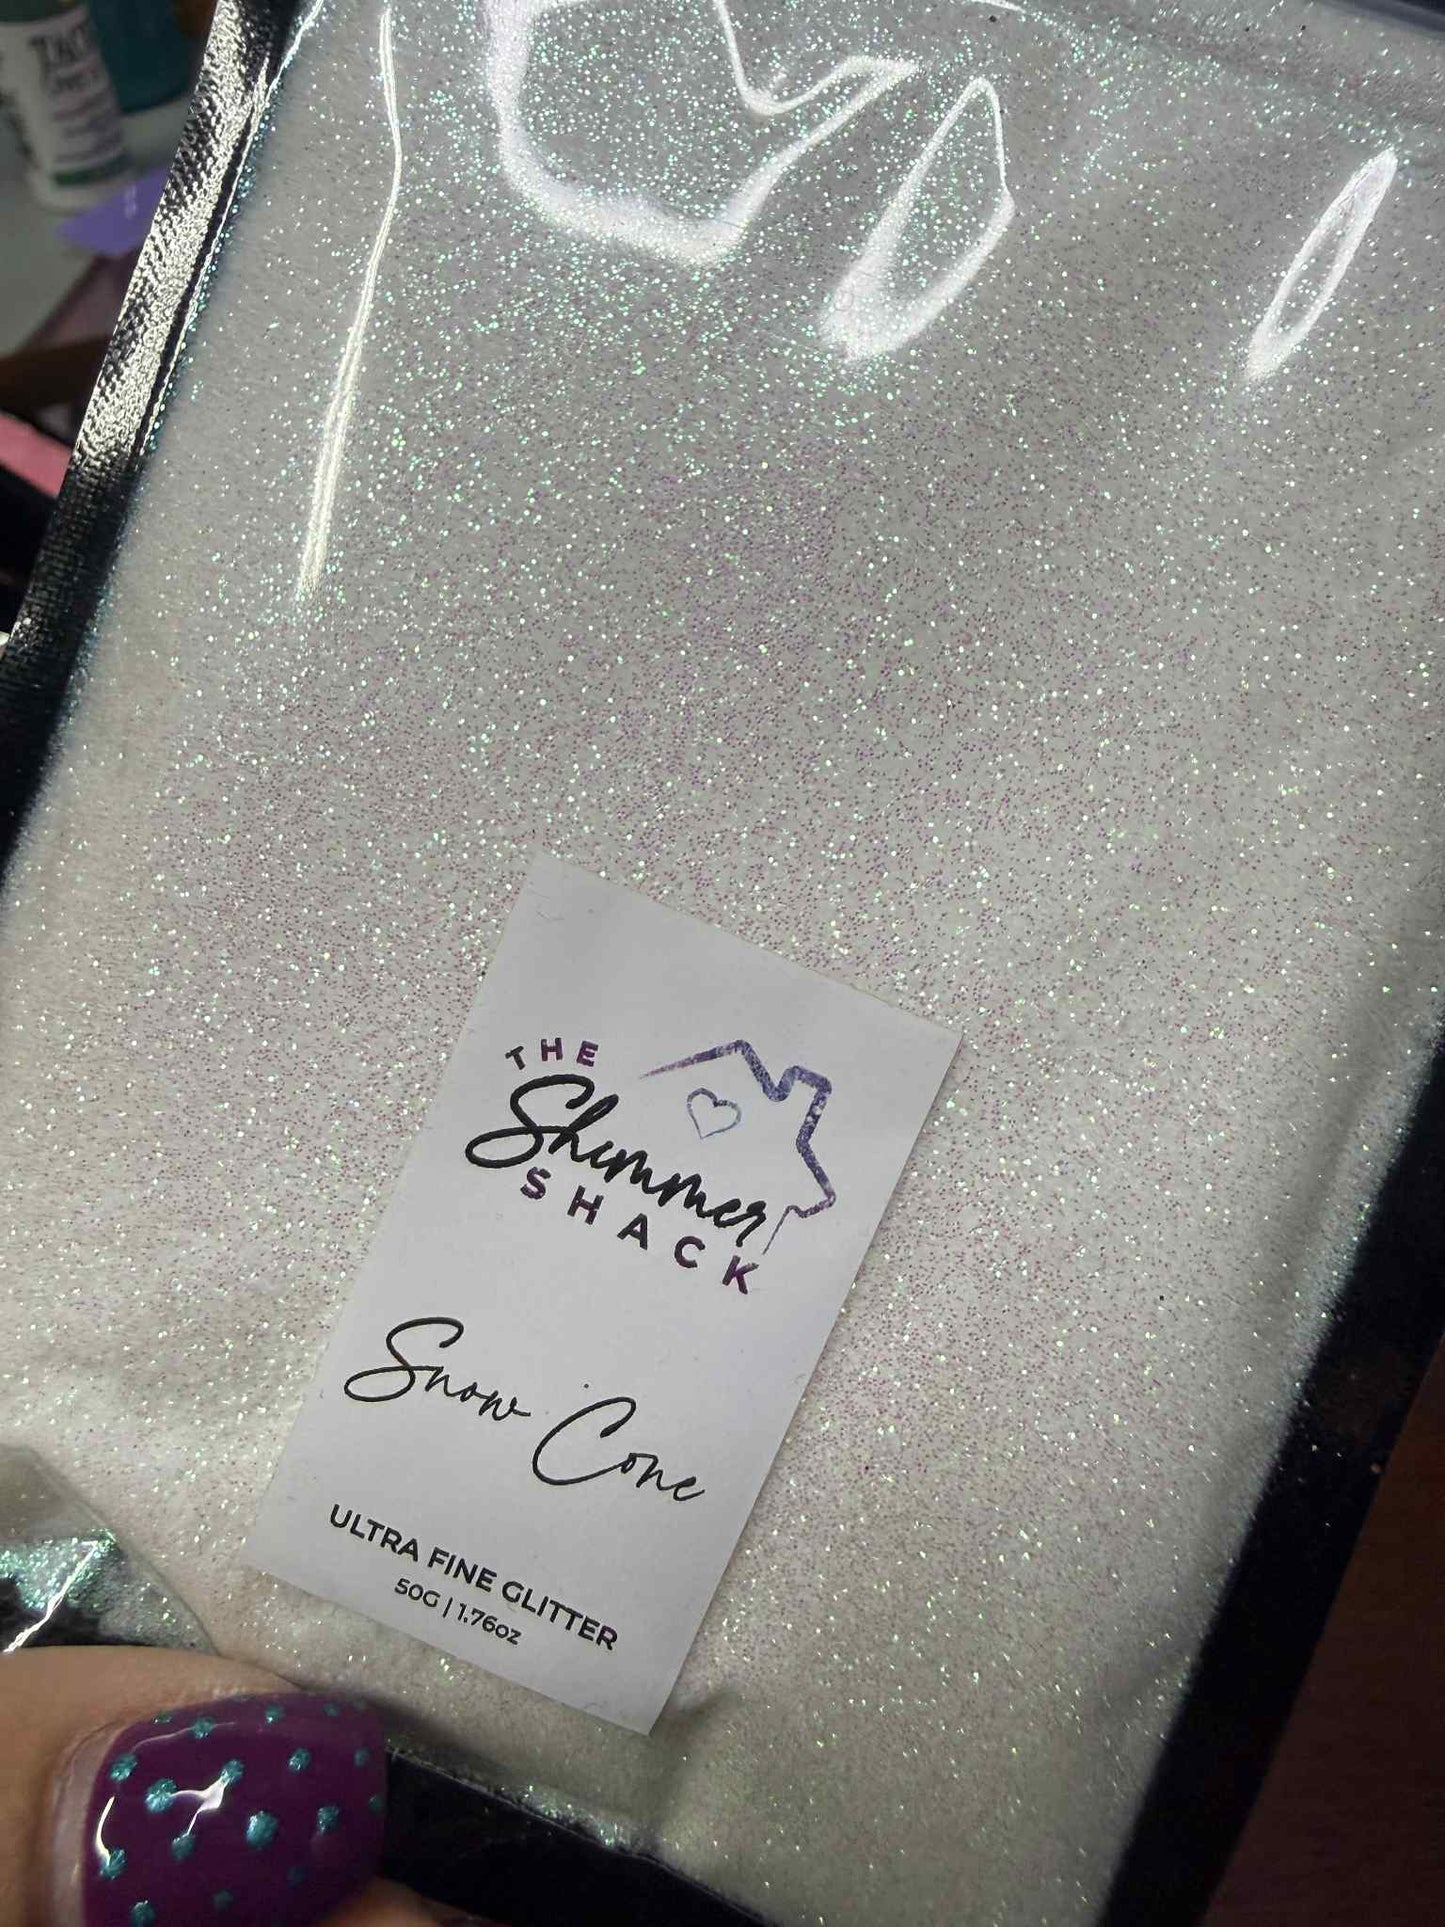 THE
Shimmer
SHACK
Snow Cone
ULTRA FINE GLITTER
50G | 1.76oz